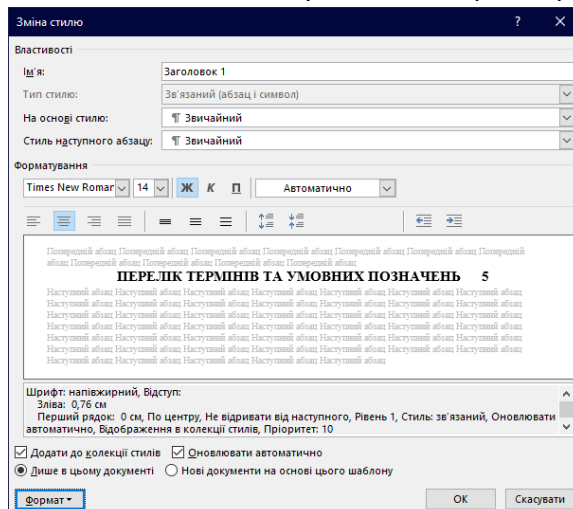 Зміна стилю ? ✕
Властивості
Ім'я: Заголовок 1
Тип стилю: Зв'язаний (абзац і символ)
На основі стилю: ¶ Звичайний
Стиль наступного абзацу: ¶ Звичайний
Форматування
Times New Romar 14 Ж К П Автоматично
Попередній абзац Попередній абзац Попередній абзац Попередній абзац Попередній абзац Попередній
абзац Попередній абзац Попередній абзац Попередній абзац Попередній абзац
ПЕРЕЛІК ТЕРМІНІВ ТА УМОВНИХ ПОЗНАЧЕНЬ 5
Наступний абзац Наступний абзац Наступний абзац Наступний абзац Наступний абзац Наступний абзац
Наступний абзац Наступний абзац Наступний абзац Наступний абзац Наступний абзац Наступний абзац
Наступний абзац Наступний абзац Наступний абзац Наступний абзац Наступний абзац Наступний абзац
Наступний абзац Наступний абзац Наступний абзац Наступний абзац Наступний абзац Наступний абзац
Наступний абзац Наступний абзац Наступний абзац Наступний абзац Наступний абзац Наступний абзац
Наступний абзац Наступний абзац Наступний абзац Наступний абзац Наступний абзац Наступний абзац
Наступний абзац Наступний абзац Наступний абзац Наступний абзац
Шрифт: напівжирний, Відступ:
Зліва: 0,76 см
Перший рядок: 0 см, По центру, Не відривати від наступного, Рівень 1, Стиль: зв'язаний, Оновлювати
автоматично, Відображення в колекції стилів, Пріоритет: 10
Додати до колекції стилів Оновлювати автоматично
Лише в цьому документі Нові документи на основі цього шаблону
Формат ОК Скасувати